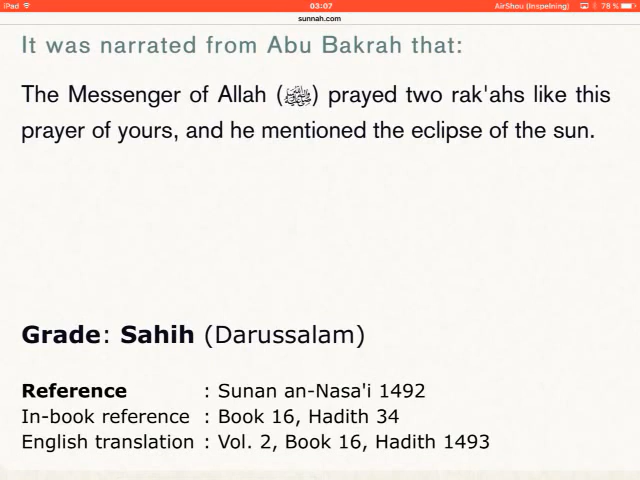 iPad 03:07 AirShou (Inspelning) 78 %
sunnah.com
It was narrated from Abu Bakrah that:
The Messenger of Allah (ﷺ) prayed two rak'ahs like this
prayer of yours, and he mentioned the eclipse of the sun.
Grade: Sahih (Darussalam)
Reference : Sunan an-Nasa'i 1492
In-book reference : Book 16, Hadith 34
English translation : Vol. 2, Book 16, Hadith 1493